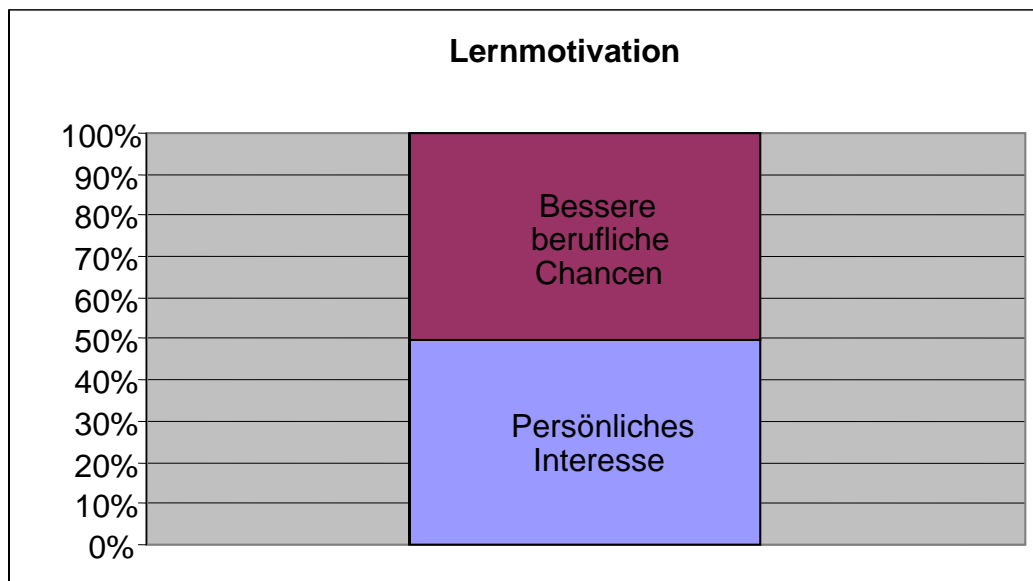 Lernmotivation
100%
90%
80%
70%
60%
50%
40%
30%
20%
10%
0%
Bessere
berufliche
Chancen
Persönliches
Interesse